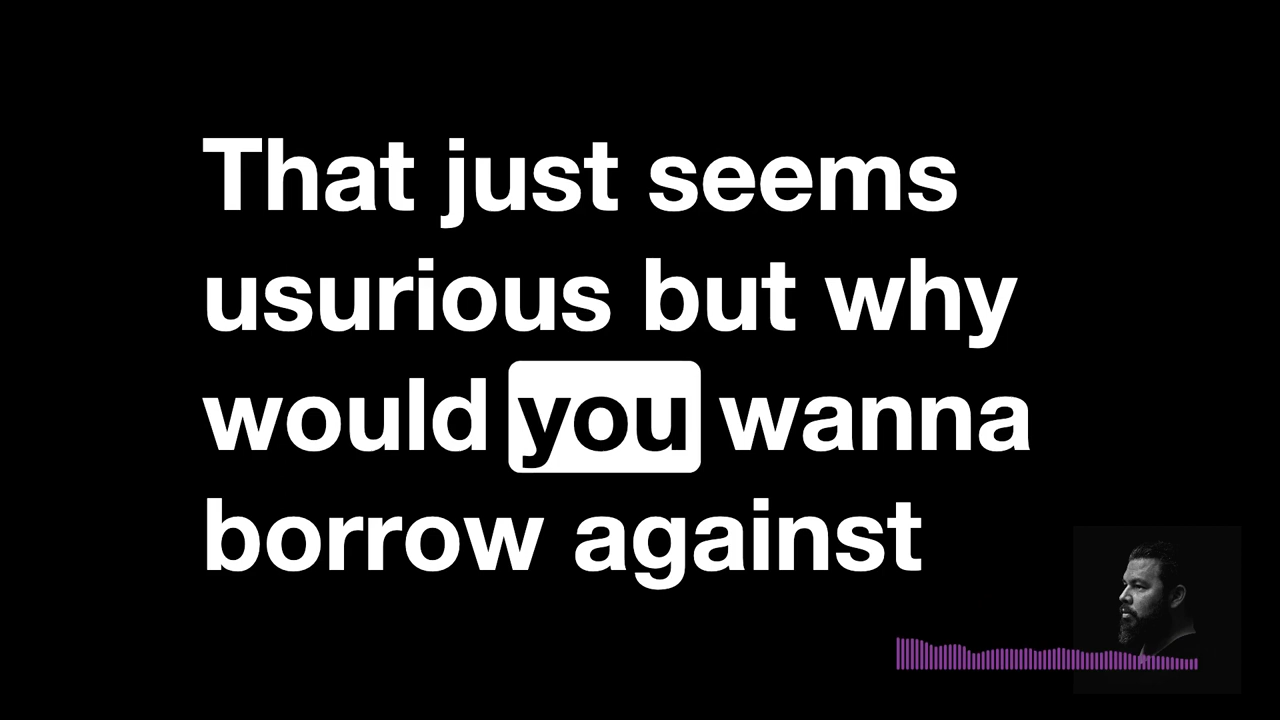 That just seems
usurious but why
would you wanna
borrow against